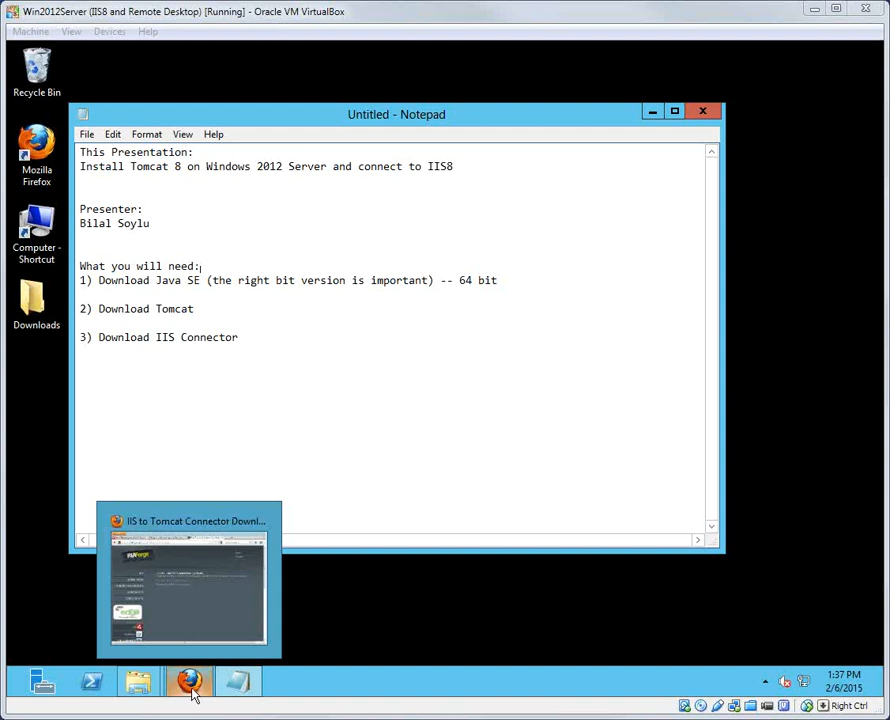 Win2012Server (IIS8 and Remote Desktop) [Running] - Oracle VM VirtualBox
Machine View Devices Help
Recycle Bin
Mozilla
Firefox
Computer -
Shortcut
Downloads
Untitled - Notepad
File Edit Format View Help
This Presentation:
Install Tomcat 8 on Windows 2012 Server and connect to IIS8
Presenter:
Bilal Soylu
What you will need:
1) Download Java SE (the right bit version is important) -- 64 bit
2) Download Tomcat
3) Download IIS Connector
IIS to Tomcat Connector Downl...
1:37 PM
2/6/2015
Right Ctrl